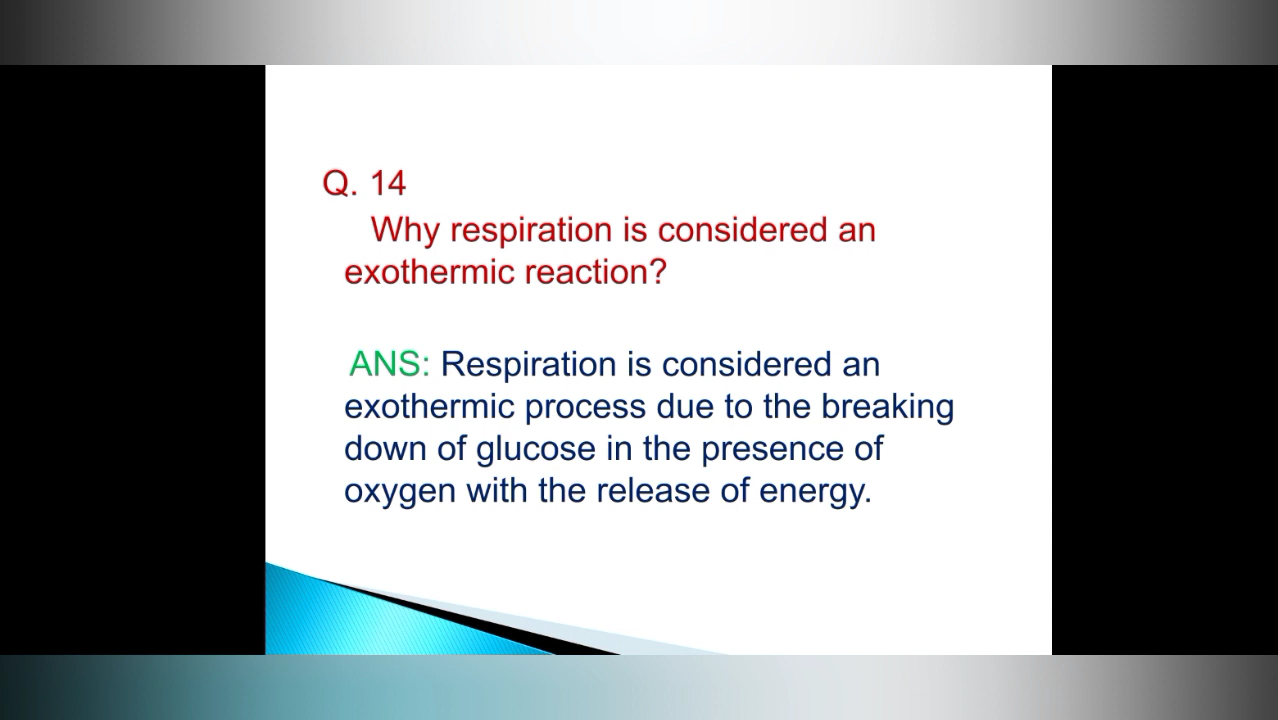 Q. 14
Why respiration is considered an
exothermic reaction?
ANS: Respiration is considered an
exothermic process due to the breaking
down of glucose in the presence of
oxygen with the release of energy.